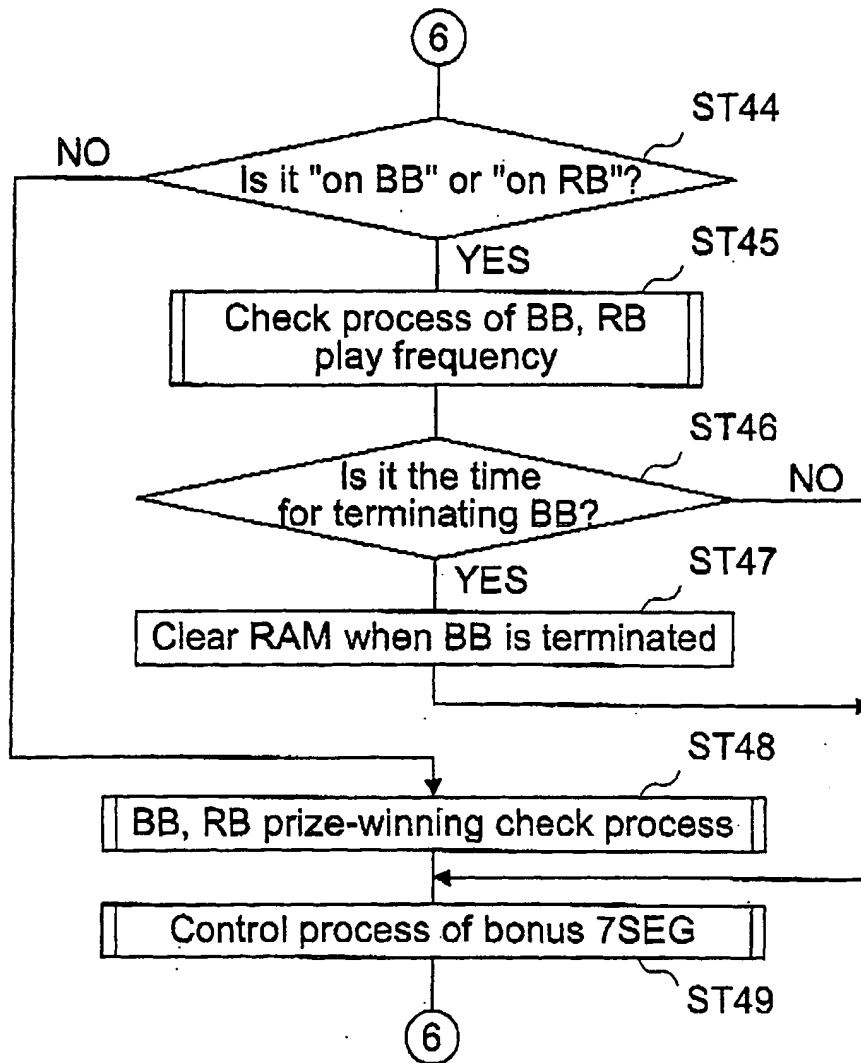 6
ST44
NO
Is it "on BB" or "on RB"?
YES
ST45
Check process of BB, RB
play frequency
ST46
Is it the time
for terminating BB?
NO
YES
ST47
Clear RAM when BB is terminated
ST48
BB, RB prize-winning check process
Control process of bonus 7SEG
ST49
6